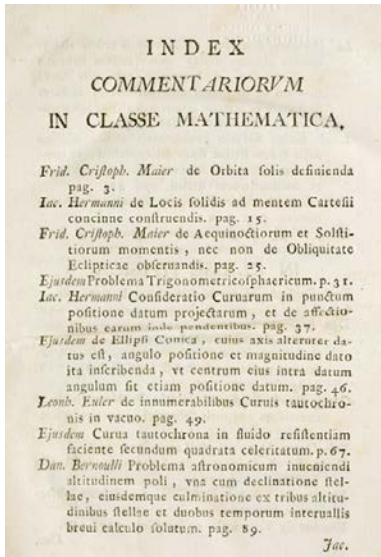 INDEX
COMMENTARIORVM
IN CLASSE MATHEMATICA.
Frid. Criſtoph. Maier de Orbita ſolis definienda
pag. 3.
Iac. Hermanni de Locis ſolidis ad mentem Carteſii
concinne conſtruendis. pag. 15.
Frid. Criſtoph. Maier de Aequinoctiorum et Solſti-
tiorum momentis, nec non de Obliquitate
Eclipticae obſeruandis. pag. 25.
Ejusdem Problema Trigonometricoſphaericum. p. 31.
Iac. Hermanni Conſideratio Curuarum in punctum
poſitione datum projectarum, et de affectio-
nibus earum inde pendentibus. pag. 37.
Ejusdem de Ellipſi Conica, cuius axis alteruter da-
tus eſt, angulo poſitione et magnitudine dato
ita inſcribenda, vt centrum eius intra datum
angulum ſit etiam poſitione datum. pag. 46.
Leonh. Euler de innumerabilibus Curuis tautochro-
nis in vacuo. pag. 49.
Ejusdem Curua tautochrona in fluido reſiſtentiam
faciente ſecundum quadrata celeritatum. p. 67.
Dan. Bernoulli Problema aſtronomicum inueniendi
altitudinem poli, vna cum declinatione ſtel-
lae, eiusdemque culminatione ex tribus altitu-
dinibus ſtellae et duobus temporum interuallis
breui calculo ſolutum. pag. 89.
Jac.